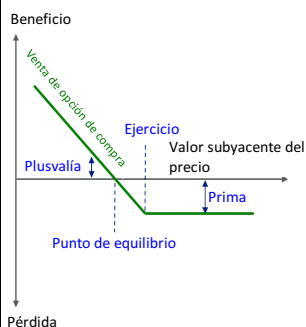 Beneficio
Venta de opción de compra
Ejercicio
Valor subyacente del
precio
Plusvalía
Prima
Punto de equilibrio
Pérdida